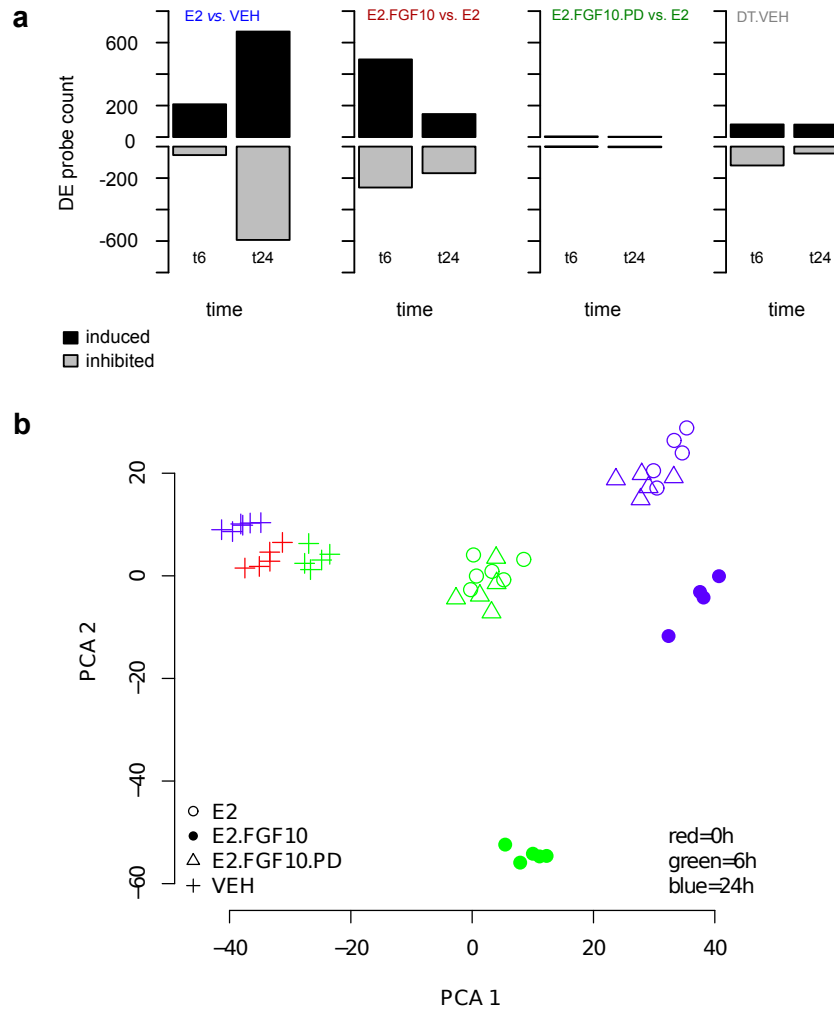 a
E2 vs. VEH
E2.FGF10 vs. E2
E2.FGF10.PD vs. E2
DT.VEH
DE probe count
600
200
0
-200
-600
t6 t24
t6 t24
t6 t24
t6 t24
time
time
time
time
induced
inhibited
b
PCA 2
20
0
−20
−40
−60
E2
E2.FGF10
E2.FGF10.PD
VEH
red=0h
green=6h
blue=24h
−40 −20 0 20 40
PCA 1